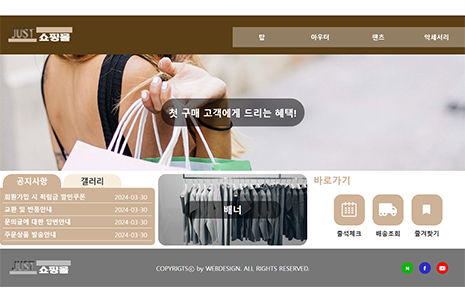 JUST 쇼핑몰
탑 아우터 팬츠 악세서리
첫 구매 고객에게 드리는 혜택!
공지사항 갤러리
회원가입 시 적립금 할인쿠폰 2024-03-30
교환 및 반품안내 2024-03-30
문의글에 대한 답변안내 2024-03-30
주문상품 발송안내 2024-03-30
배너
바로가기
출석체크 배송조회 즐겨찾기
JUST 쇼핑몰
COPYRIGTSⓒ by WEBDESIGN. ALL RIGHTS RESERVED.